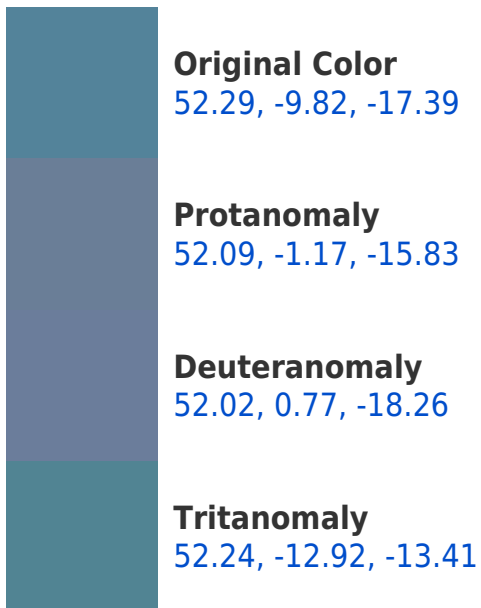 Original Color
52.29, -9.82, -17.39
Protanomaly
52.09, -1.17, -15.83
Deuteranomaly
52.02, 0.77, -18.26
Tritanomaly
52.24, -12.92, -13.41